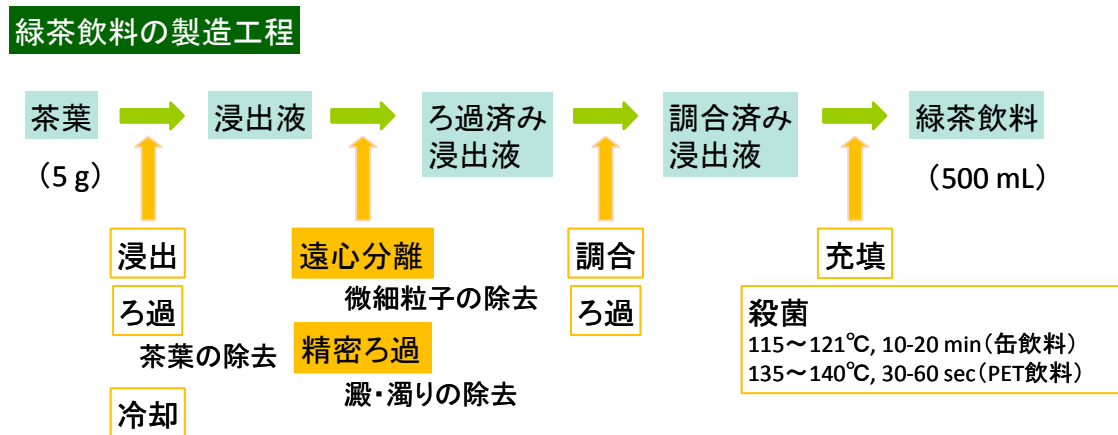 緑茶飲料の製造工程
茶葉
(5 g)
浸出液
ろ過済み
浸出液
調合済み
浸出液
緑茶飲料
(500 mL)
浸出
ろ過
茶葉の除去
冷却
遠心分離
微細粒子の除去
精密ろ過
澱・濁りの除去
調合
ろ過
充填
殺菌
115～121℃, 10-20 min(缶飲料)
135～140℃, 30-60 sec(PET飲料)